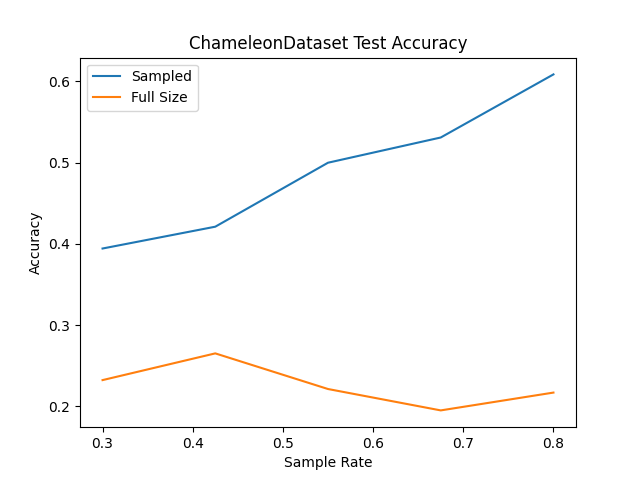 ChameleonDataset Test Accuracy
Sampled
Full Size
0.6
0.5
0.4
0.3
0.2
Accuracy
0.3 0.4 0.5 0.6 0.7 0.8
Sample Rate